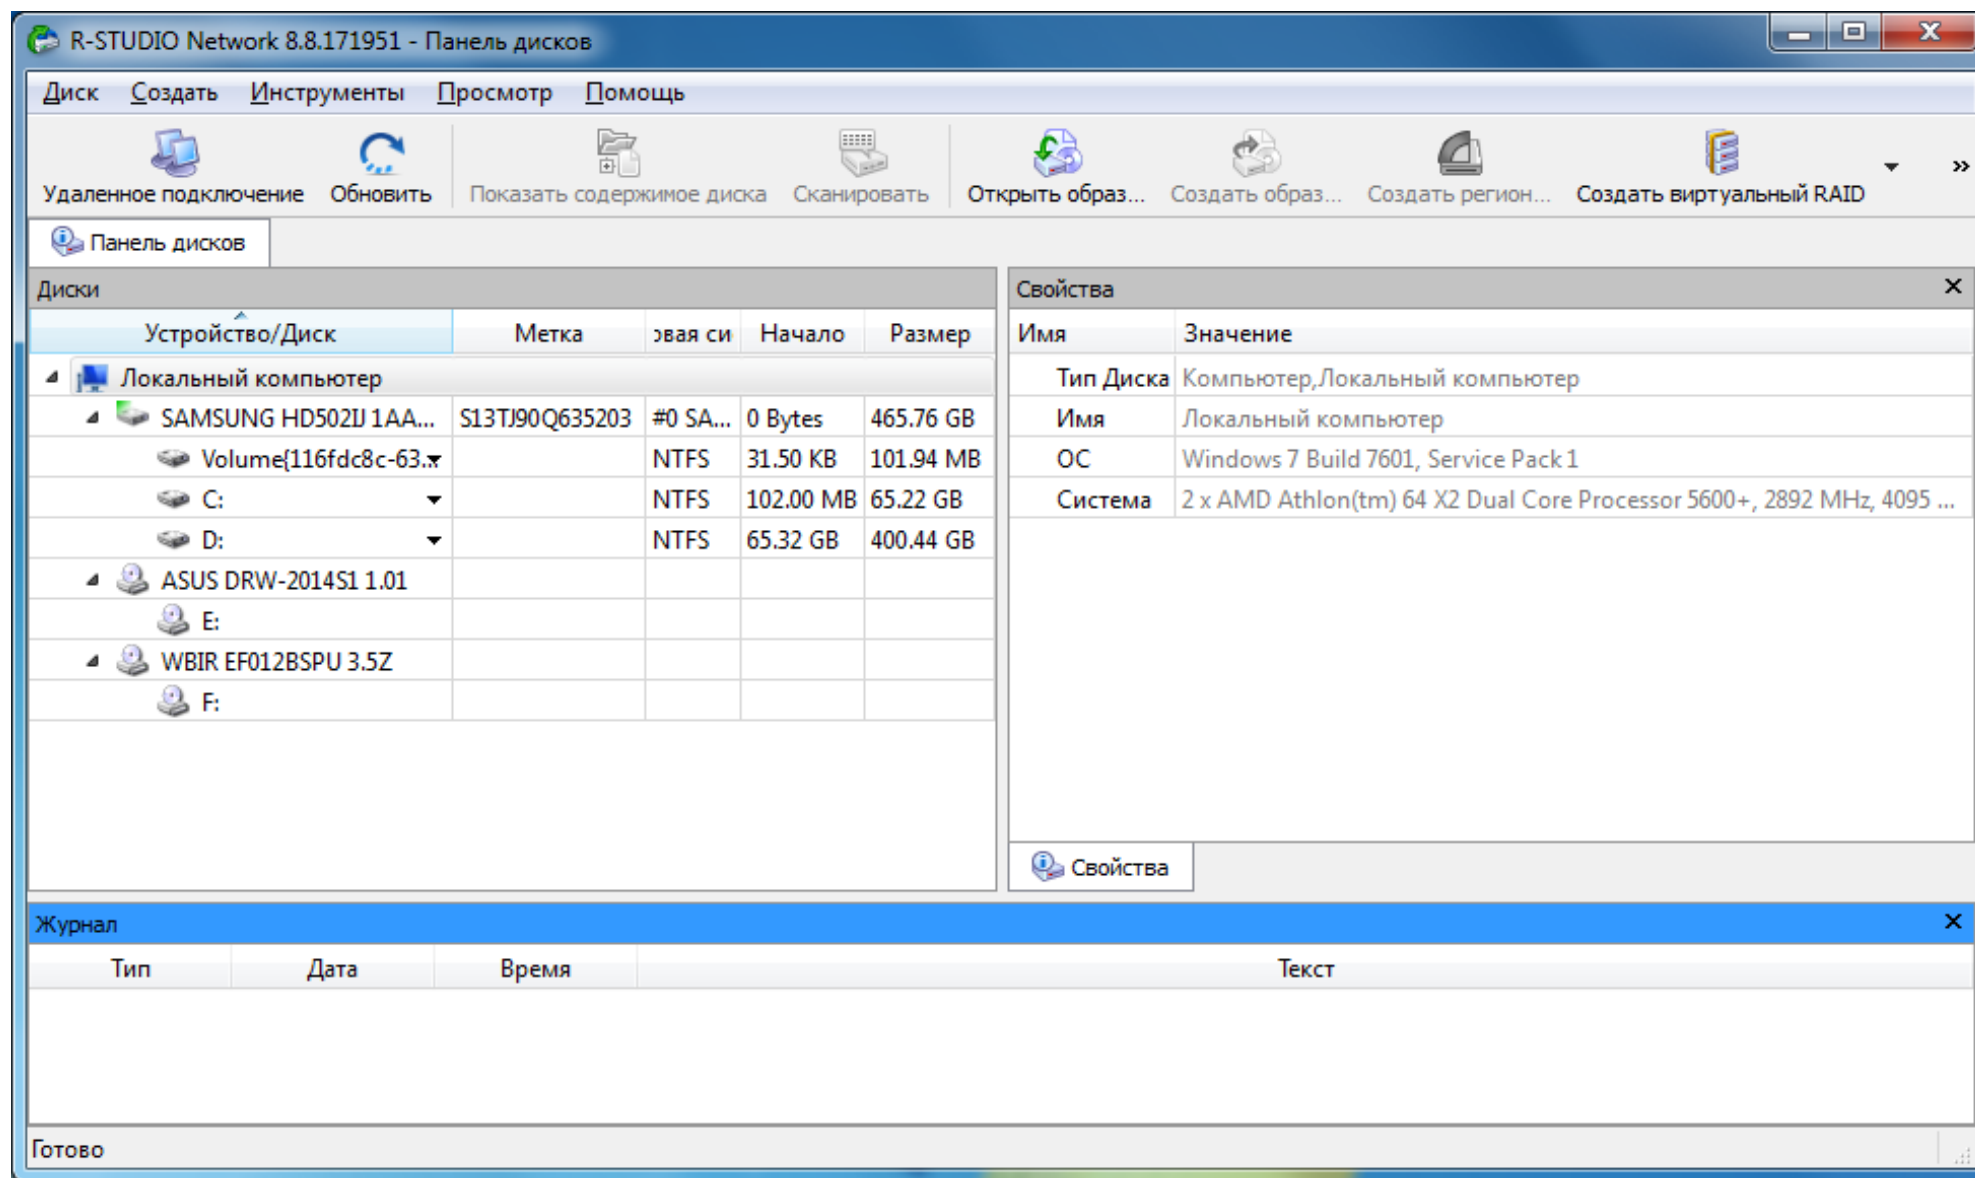 R-STUDIO Network 8.8.171951 - Панель дисков
Диск Создать Инструменты Просмотр Помощь
Удаленное подключение Обновить Показать содержимое диска Сканировать Открыть образ... Создать образ... Создать регион... Создать виртуальный RAID »
Панель дисков
Диски
Устройство/Диск Метка овая си Начало Размер
Локальный компьютер
SAMSUNG HD502IJ 1AA... S13TJ90Q635203 #0 SA... 0 Bytes 465.76 GB
Volume{116fdc8c-63... NTFS 31.50 KB 101.94 MB
C: NTFS 102.00 MB 65.22 GB
D: NTFS 65.32 GB 400.44 GB
ASUS DRW-2014S1 1.01
E:
WBIR EF012BSPU 3.5Z
F:
Свойства
Имя Значение
Тип Диска Компьютер,Локальный компьютер
Имя Локальный компьютер
ОС Windows 7 Build 7601, Service Pack 1
Система 2 x AMD Athlon(tm) 64 X2 Dual Core Processor 5600+, 2892 MHz, 4095 ...
Свойства
Журнал
Тип Дата Время Текст
Готово